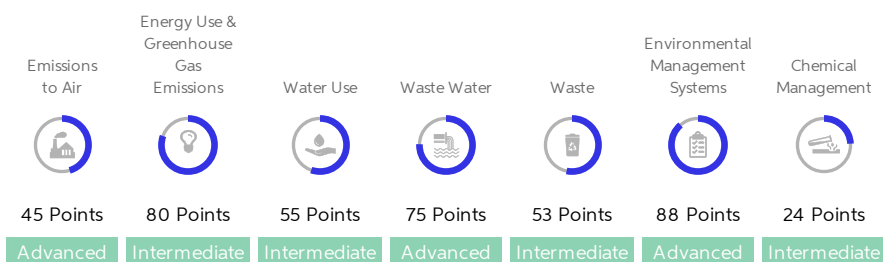 Emissions
to Air
Energy Use &
Greenhouse
Gas
Emissions
Water Use
Waste Water
Waste
Environmental
Management
Systems
Chemical
Management
45 Points
80 Points
55 Points
75 Points
53 Points
88 Points
24 Points
Advanced
Intermediate
Intermediate
Advanced
Intermediate
Advanced
Intermediate